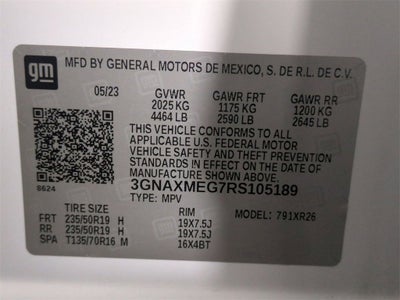 gm MFD BY GENERAL MOTORS DE MEXICO, S. DE R.L. DE C.V.
05/23 GVWR GAWR FRT GAWR RR
2025 KG 1175 KG 1200 KG
4464 LB 2590 LB 2645 LB
THIS VEHICLE CONFORMS TO ALL
APPLICABLE U.S. FEDERAL MOTOR
VEHICLE SAFETY AND THEFT
PREVENTION STANDARDS IN
EFFECT ON THE DATE OF
MANUFACTURE SHOWN ABOVE.
8624 3GNAXMEG7RS105189
TYPE: MPV
TIRE SIZE RIM MODEL: 791XR26
FRT 235/50R19 H 19X7.5J
RR 235/50R19 H 19X7.5J
SPA T135/70R16 M 16X4BT